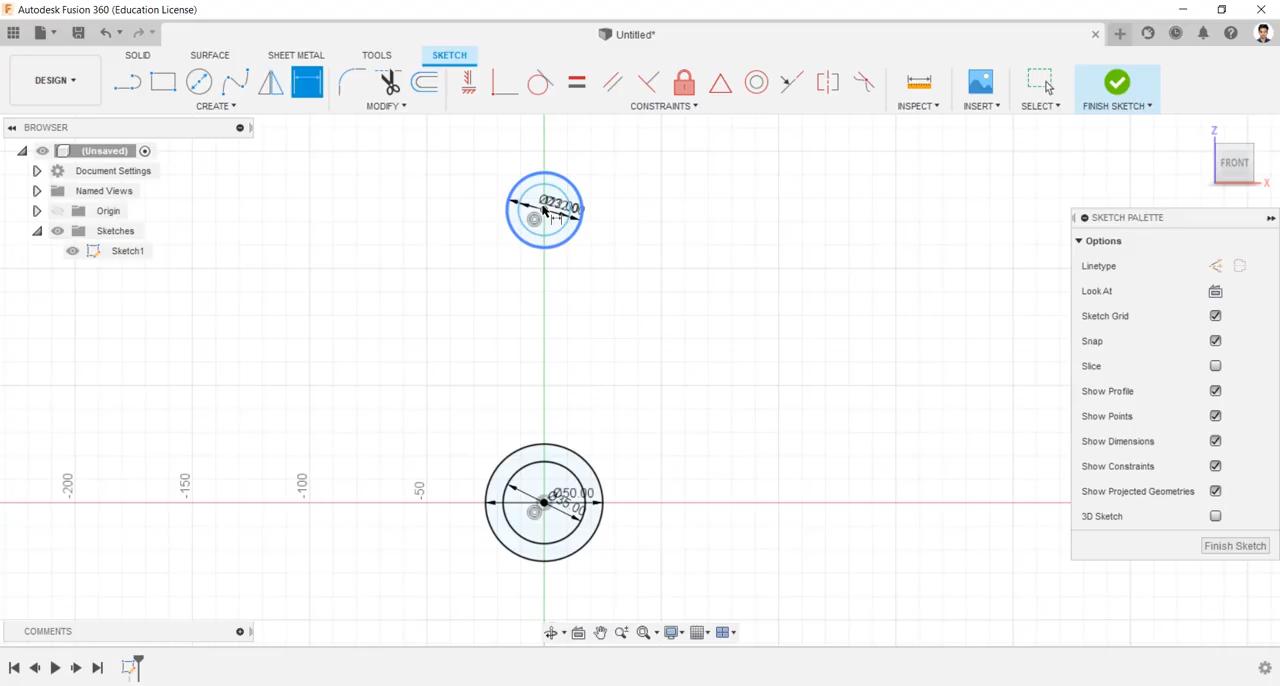 Autodesk Fusion 360 (Education License)
Untitled*
SOLID SURFACE SHEET METAL TOOLS SKETCH
DESIGN
CREATE MODIFY CONSTRAINTS INSPECT INSERT SELECT FINISH SKETCH
BROWSER
(Unsaved)
Document Settings
Named Views
Origin
Sketches
Sketch1
Z
FRONT
X
SKETCH PALETTE
Options
Linetype
Look At
Sketch Grid
Snap
Slice
Show Profile
Show Points
Show Dimensions
Show Constraints
Show Projected Geometries
3D Sketch
Finish Sketch
-200
-150
-100
-50
Ø50.00
COMMENTS